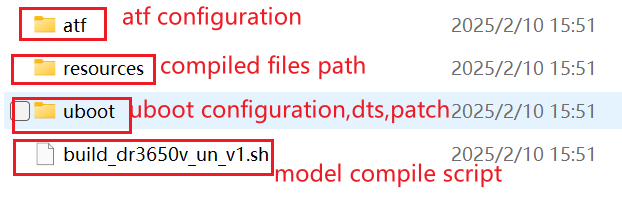 atf atf configuration 2025/2/10 15:51
resources compiled files path 2025/2/10 15:51
uboot uboot configuration,dts,patch 2025/2/10 15:51
build_dr3650v_un_v1.sh model compile script 2025/2/10 15:51